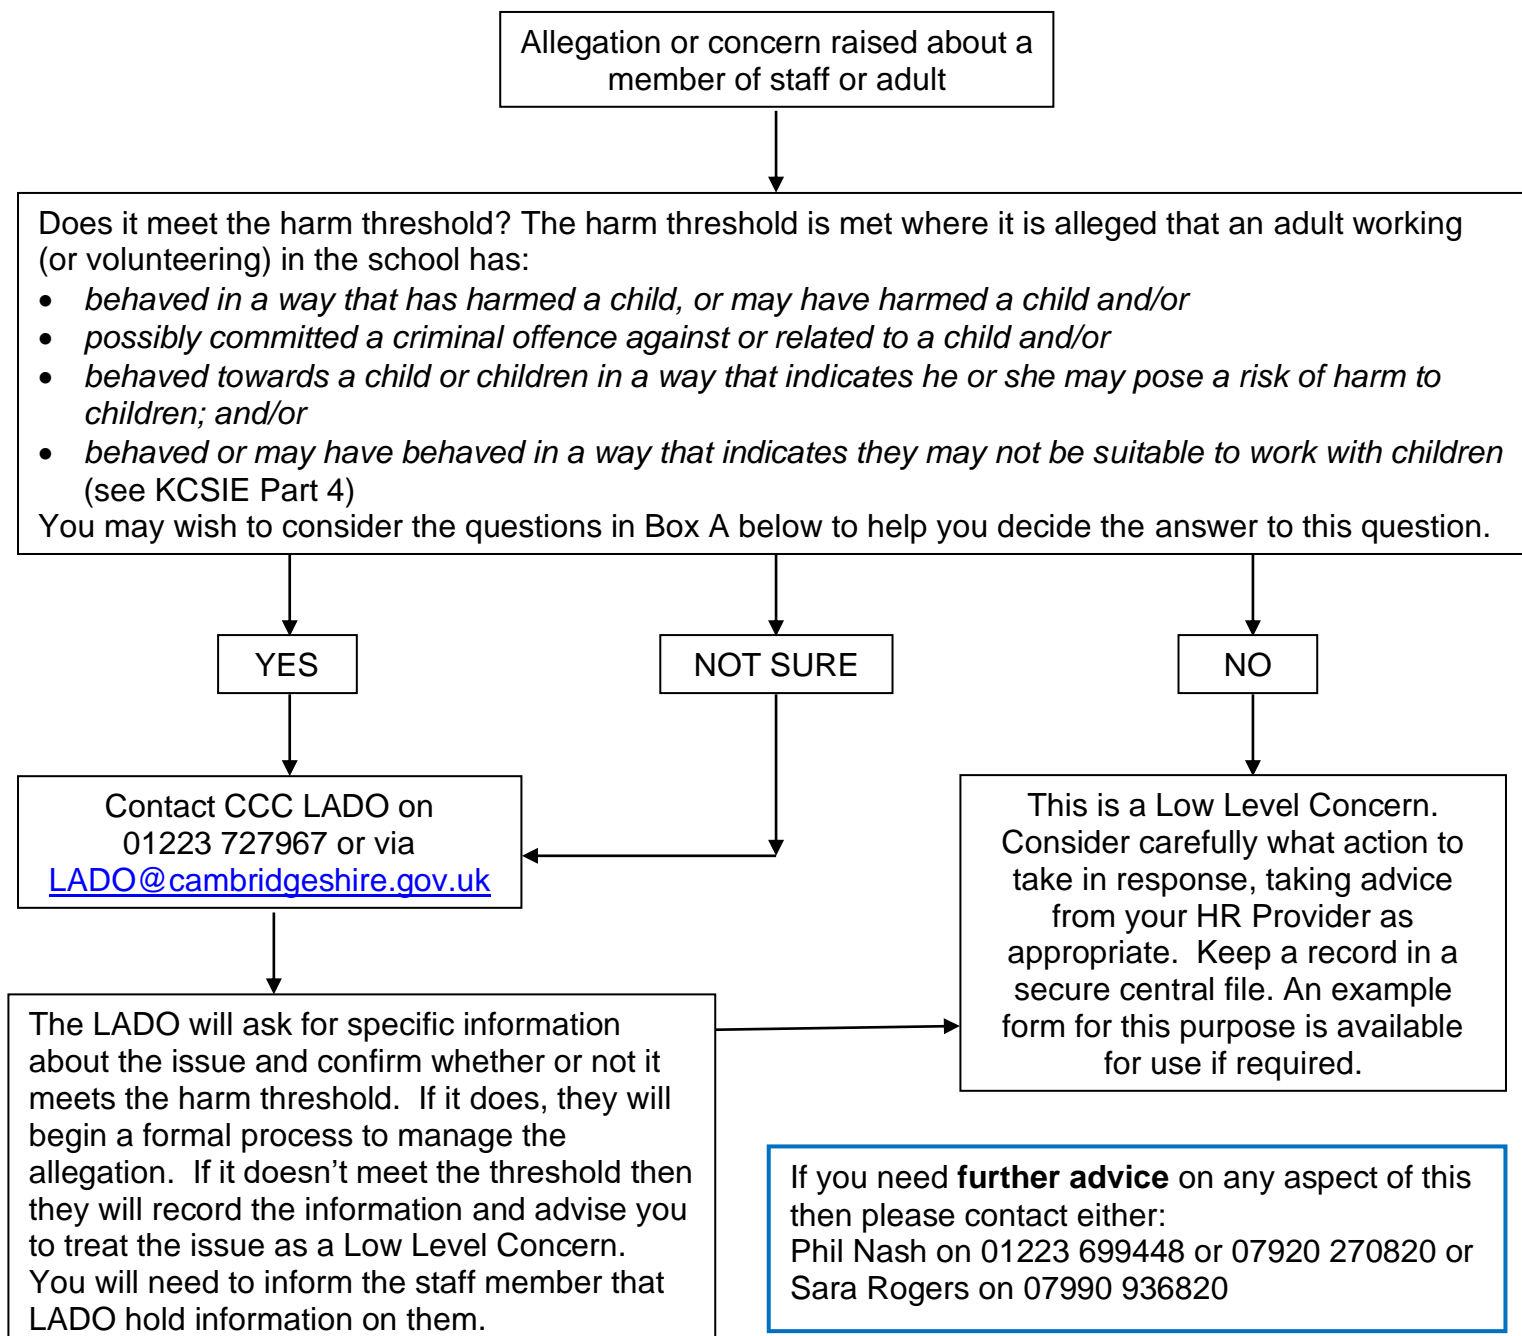 Allegation or concern raised about a
member of staff or adult
Does it meet the harm threshold? The harm threshold is met where it is alleged that an adult working
(or volunteering) in the school has:
• behaved in a way that has harmed a child, or may have harmed a child and/or
• possibly committed a criminal offence against or related to a child and/or
• behaved towards a child or children in a way that indicates he or she may pose a risk of harm to
children; and/or
• behaved or may have behaved in a way that indicates they may not be suitable to work with children
(see KCSIE Part 4)
You may wish to consider the questions in Box A below to help you decide the answer to this question.
YES
NOT SURE
NO
Contact CCC LADO on
01223 727967 or via
LADO@cambridgeshire.gov.uk
This is a Low Level Concern.
Consider carefully what action to
take in response, taking advice
from your HR Provider as
appropriate.  Keep a record in a
secure central file. An example
form for this purpose is available
for use if required.
The LADO will ask for specific information
about the issue and confirm whether or not it
meets the harm threshold.  If it does, they will
begin a formal process to manage the
allegation.  If it doesn’t meet the threshold then
they will record the information and advise you
to treat the issue as a Low Level Concern.
You will need to inform the staff member that
LADO hold information on them.
If you need further advice on any aspect of this
then please contact either:
Phil Nash on 01223 699448 or 07920 270820 or
Sara Rogers on 07990 936820